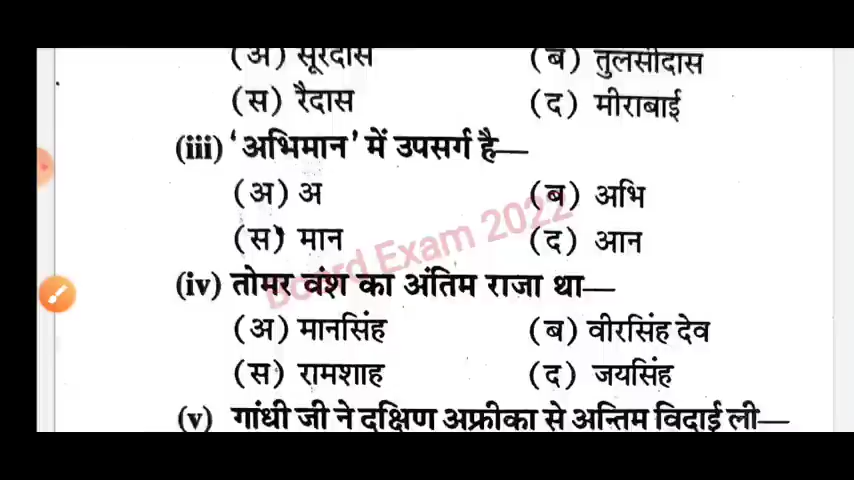 (अ) सूरदास (ब) तुलसीदास
(स) रैदास (द) मीराबाई
(iii) ‘अभिमान’ में उपसर्ग है—
(अ) अ (ब) अभि
(स) मान (द) आन
(iv) तोमर वंश का अंतिम राजा था—
(अ) मानसिंह (ब) वीरसिंह देव
(स) रामशाह (द) जयसिंह
(v) गांधी जी ने दक्षिण अफ्रीका से अन्तिम विदाई ली—
Board Exam 2022